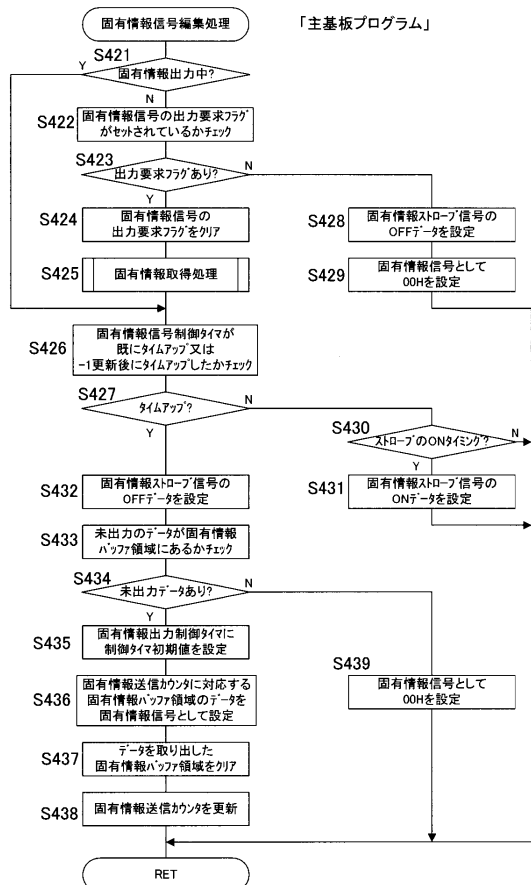 固有情報信号編集処理
「主基板プログラム」
S421
Y
固有情報出力中?
N
S422
固有情報信号の出力要求フラグ
がセットされているかチェック
S423
N
出力要求フラグあり?
Y
S424
固有情報信号の
出力要求フラグをクリア
S428
固有情報ストローブ信号の
OFFデータを設定
S425
固有情報取得処理
S429
固有情報信号として
00Hを設定
S426
固有情報信号制御タイマが
既にタイムアップ又は
-1更新後にタイムアップしたかチェック
S427
N
タイムアップ?
Y
S430
N
ストローブのONタイミング?
Y
S431
固有情報ストローブ信号の
ONデータを設定
S432
固有情報ストローブ信号の
OFFデータを設定
S433
未出力のデータが固有情報
バッファ領域にあるかチェック
S434
N
未出力データあり?
Y
S435
固有情報出力制御タイマに
制御タイマ初期値を設定
S439
固有情報信号として
00Hを設定
S436
固有情報送信カウンタに対応する
固有情報バッファ領域のデータを
固有情報信号として設定
S437
データを取り出した
固有情報バッファ領域をクリア
S438
固有情報送信カウンタを更新
RET